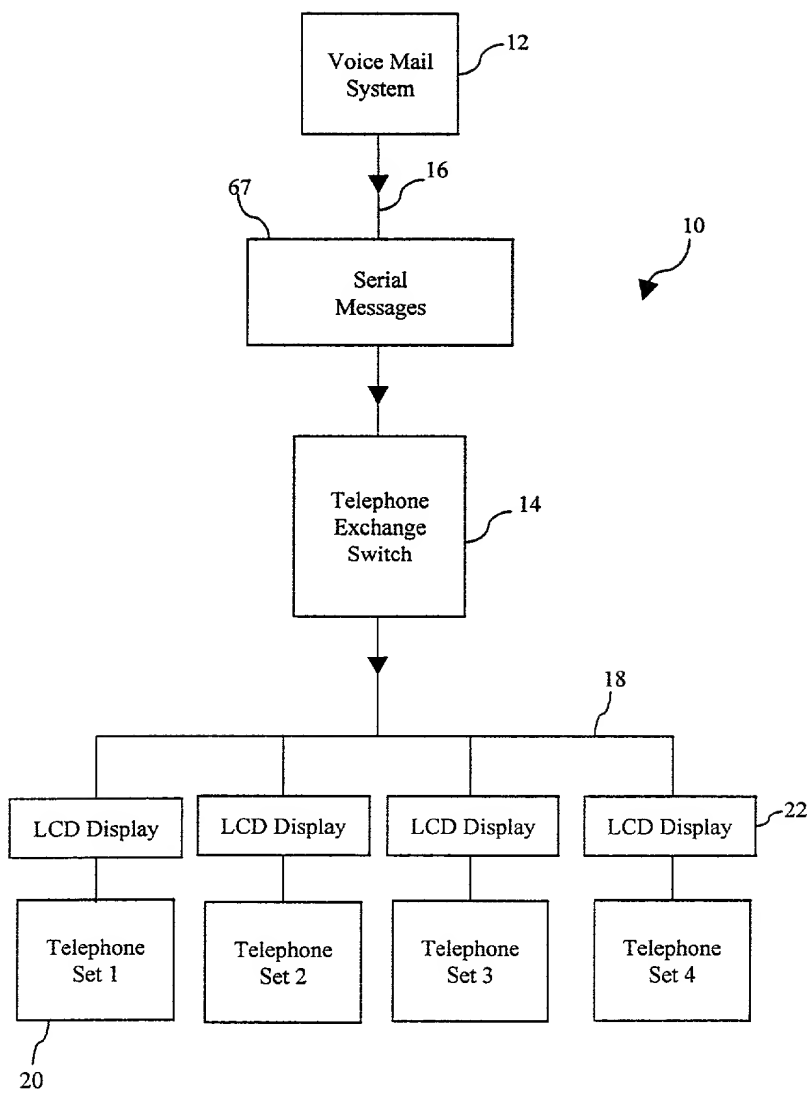 Voice Mail
System
12
16
67
10
Serial
Messages
Telephone
Exchange
Switch
14
18
LCD Display
LCD Display
LCD Display
LCD Display
22
Telephone
Set 1
Telephone
Set 2
Telephone
Set 3
Telephone
Set 4
20